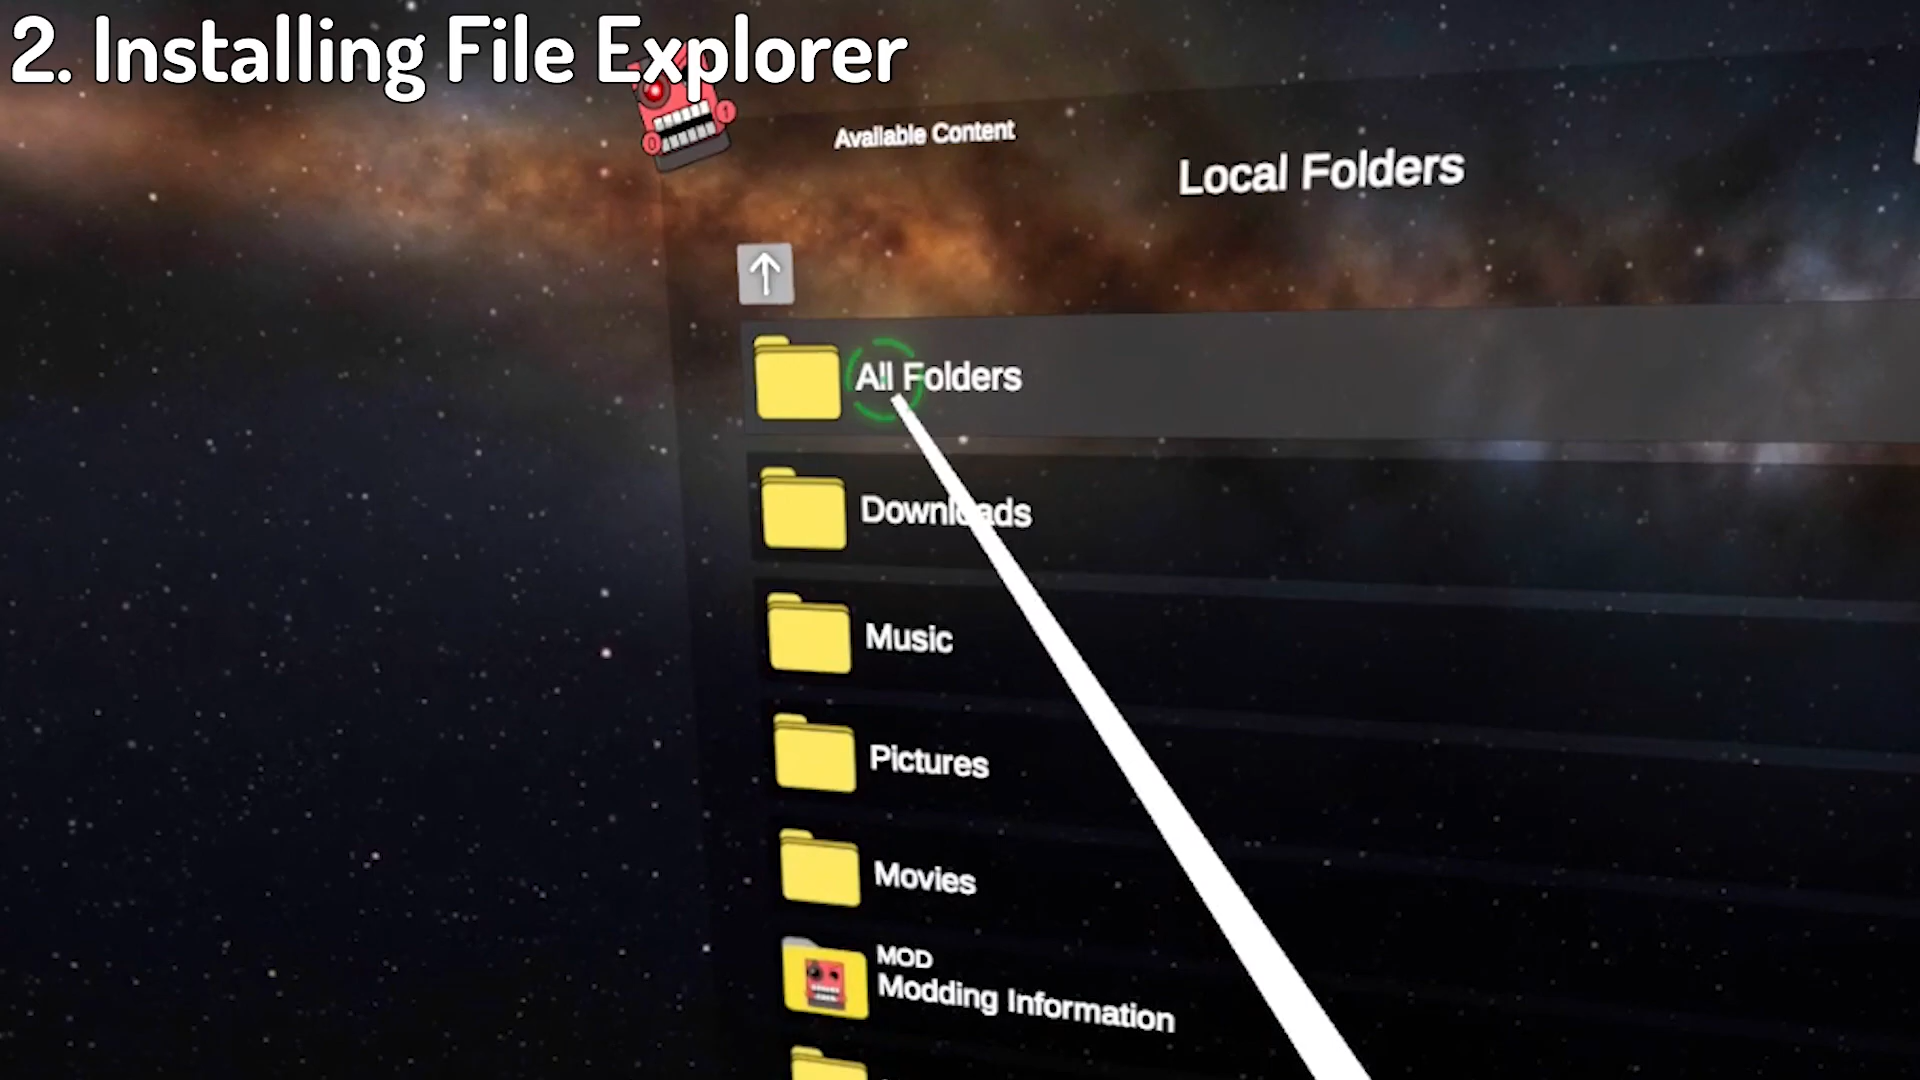 2. Installing File Explorer
Available Content
Local Folders
All Folders
Downloads
Music
Pictures
Movies
MOD
Modding Information